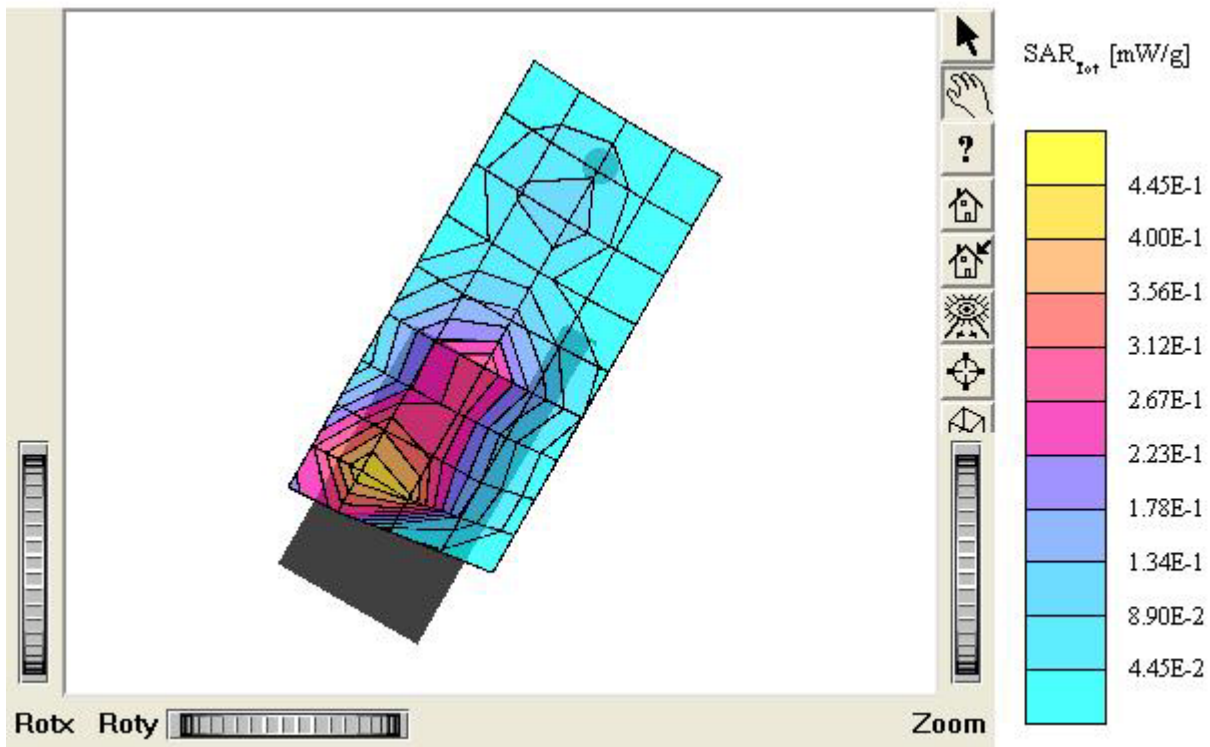 SAR_Tot [mW/g]
?
4.45E-1
4.00E-1
3.56E-1
3.12E-1
2.67E-1
2.23E-1
1.78E-1
1.34E-1
8.90E-2
4.45E-2
Rotx Roty Zoom